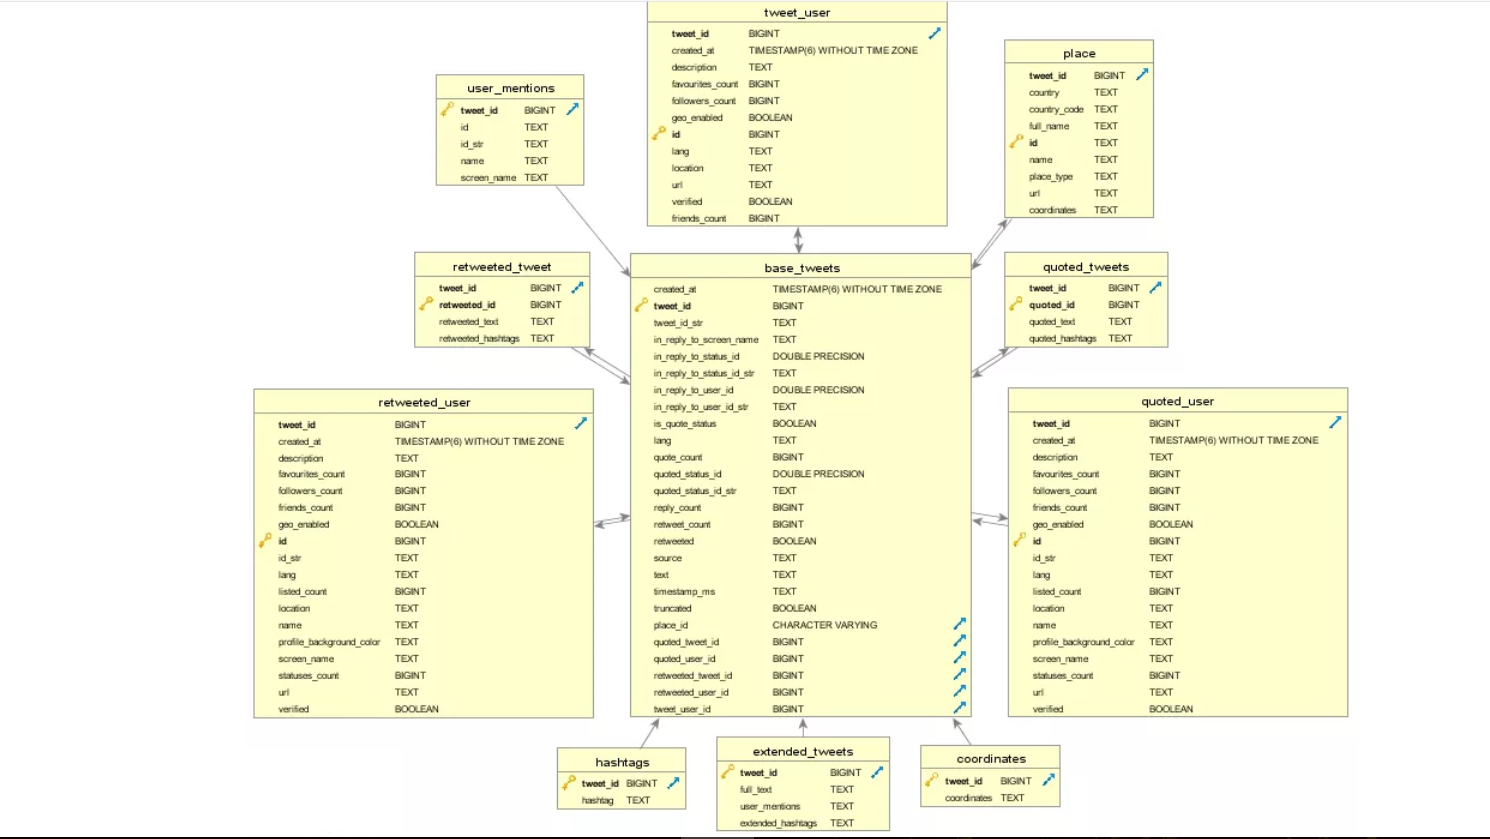 tweet_user
tweet_id BIGINT
created_at TIMESTAMP(6) WITHOUT TIME ZONE
description TEXT
favourites_count BIGINT
followers_count BIGINT
geo_enabled BOOLEAN
id BIGINT
lang TEXT
location TEXT
url TEXT
verified BOOLEAN
friends_count BIGINT
place
tweet_id BIGINT
country TEXT
country_code TEXT
full_name TEXT
id TEXT
name TEXT
place_type TEXT
url TEXT
coordinates TEXT
user_mentions
tweet_id BIGINT
id TEXT
id_str TEXT
name TEXT
screen_name TEXT
retweeted_tweet
tweet_id BIGINT
retweeted_id BIGINT
retweeted_text TEXT
retweeted_hashtags TEXT
base_tweets
created_at TIMESTAMP(6) WITHOUT TIME ZONE
tweet_id BIGINT
tweet_id_str TEXT
in_reply_to_screen_name TEXT
in_reply_to_status_id DOUBLE PRECISION
in_reply_to_status_id_str TEXT
in_reply_to_user_id DOUBLE PRECISION
in_reply_to_user_id_str TEXT
is_quote_status BOOLEAN
lang TEXT
quote_count BIGINT
quoted_status_id DOUBLE PRECISION
quoted_status_id_str TEXT
reply_count BIGINT
retweet_count BIGINT
retweeted BOOLEAN
source TEXT
text TEXT
timestamp_ms TEXT
truncated BOOLEAN
place_id CHARACTER VARYING
quoted_tweet_id BIGINT
quoted_user_id BIGINT
retweeted_tweet_id BIGINT
retweeted_user_id BIGINT
tweet_user_id BIGINT
quoted_tweets
tweet_id BIGINT
quoted_id BIGINT
quoted_text TEXT
quoted_hashtags TEXT
retweeted_user
tweet_id BIGINT
created_at TIMESTAMP(6) WITHOUT TIME ZONE
description TEXT
favourites_count BIGINT
followers_count BIGINT
friends_count BIGINT
geo_enabled BOOLEAN
id BIGINT
id_str TEXT
lang TEXT
listed_count BIGINT
location TEXT
name TEXT
profile_background_color TEXT
screen_name TEXT
statuses_count BIGINT
url TEXT
verified BOOLEAN
quoted_user
tweet_id BIGINT
created_at TIMESTAMP(6) WITHOUT TIME ZONE
description TEXT
favourites_count BIGINT
followers_count BIGINT
friends_count BIGINT
geo_enabled BOOLEAN
id BIGINT
id_str TEXT
lang TEXT
listed_count BIGINT
location TEXT
name TEXT
profile_background_color TEXT
screen_name TEXT
statuses_count BIGINT
url TEXT
verified BOOLEAN
hashtags
tweet_id BIGINT
hashtag TEXT
extended_tweets
tweet_id BIGINT
full_text TEXT
user_mentions TEXT
extended_hashtags TEXT
coordinates
tweet_id BIGINT
coordinates TEXT